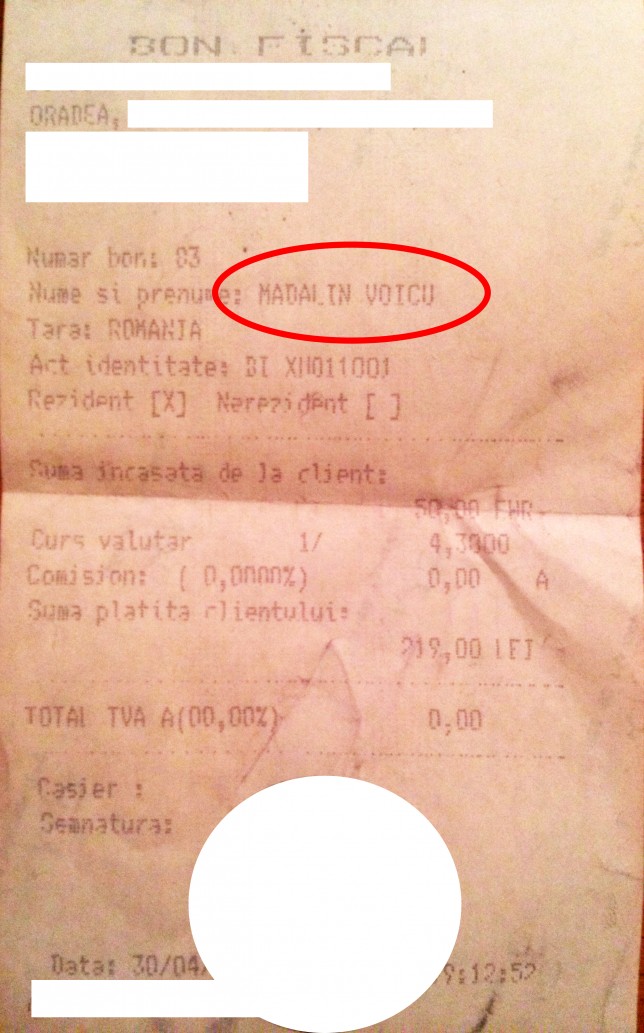 BON FISCAL
ORADEA,
Numar bon: 03
Nume si prenume: MADALIN VOICU
Tara: ROMANIA
Act identitate: BI XH011001
Rezident [X] Nerezident [ ]
Suma incasata de la client:
50,00 EUR
Curs valutar 1/ 4,3800
Comision: ( 0,0000%) 0,00 A
Suma platita clientului:
219,00 LEI
TOTAL TVA A(00,00%) 0,00
Casier :
Semnatura:
Data: 30/04/ 9:12:52